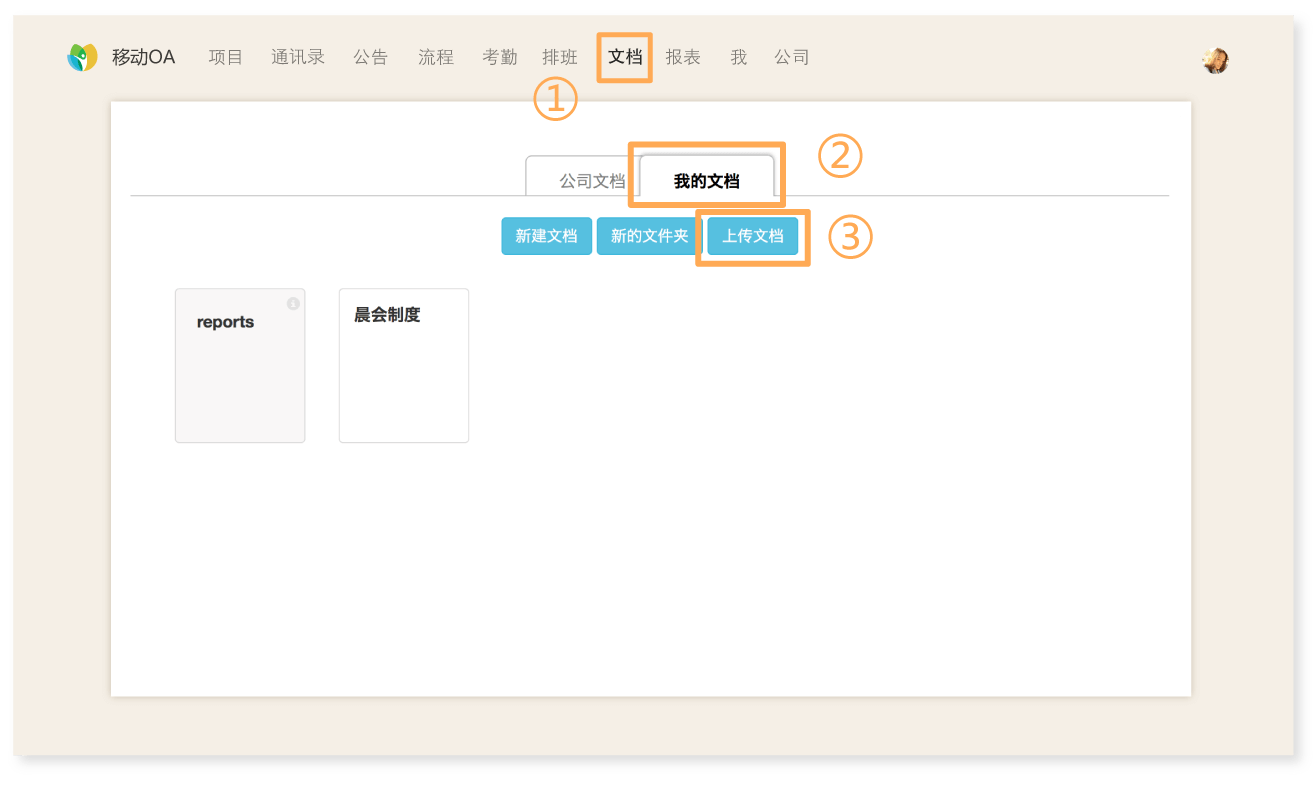 移动OA 项目 通讯录 公告 流程 考勤 排班 文档 报表 我 公司
①
②
公司文档 我的文档
新建文档 新的文件夹 上传文档 ③
reports 晨会制度